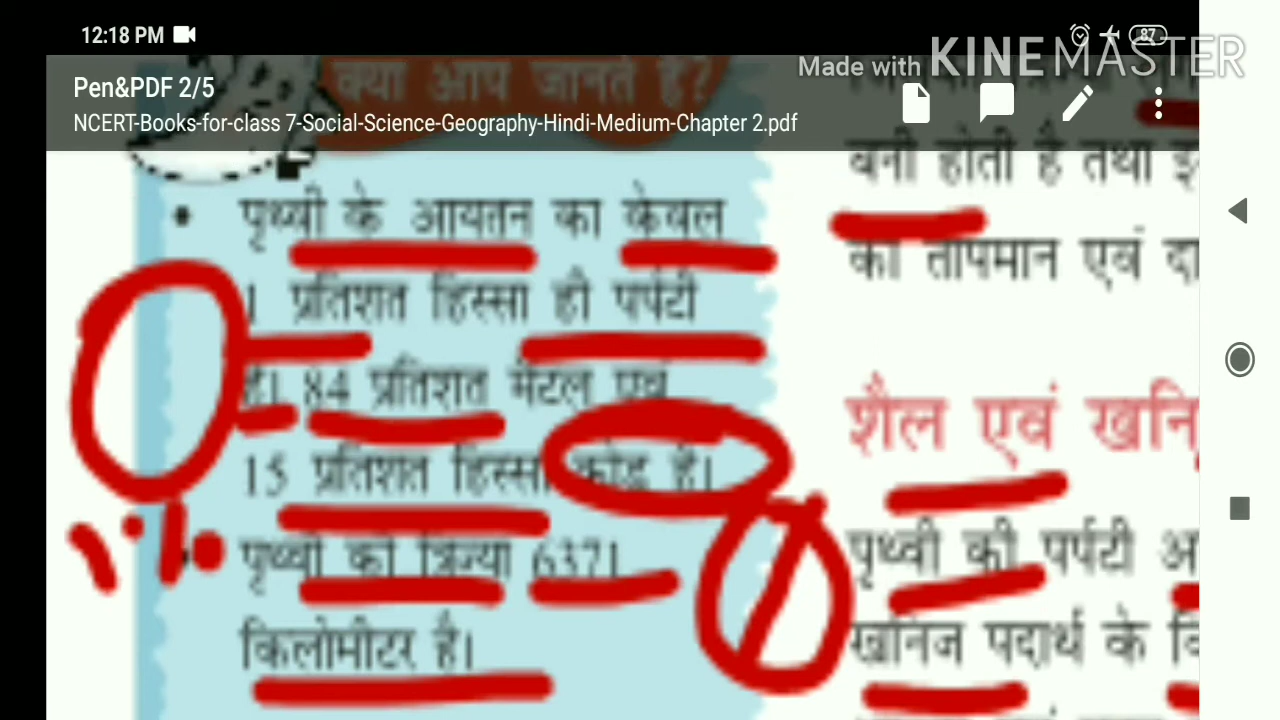 12:18 PM
87
Made with KINEMASTER
Pen&PDF 2/5
NCERT-Books-for-class 7-Social-Science-Geography-Hindi-Medium-Chapter 2.pdf
क्या आप जानते हैं?
• पृथ्वी के आयतन का केवल
1 प्रतिशत हिस्सा ही पर्पटी
है। 84 प्रतिशत मैंटल एवं
15 प्रतिशत हिस्सा क्रोड है।
• पृथ्वी की त्रिज्या 6371
किलोमीटर है।
1%
बनी होती है तथा
का तापमान एवं
शैल एवं
पृथ्वी की पर्पटी
खनिज पदार्थ के